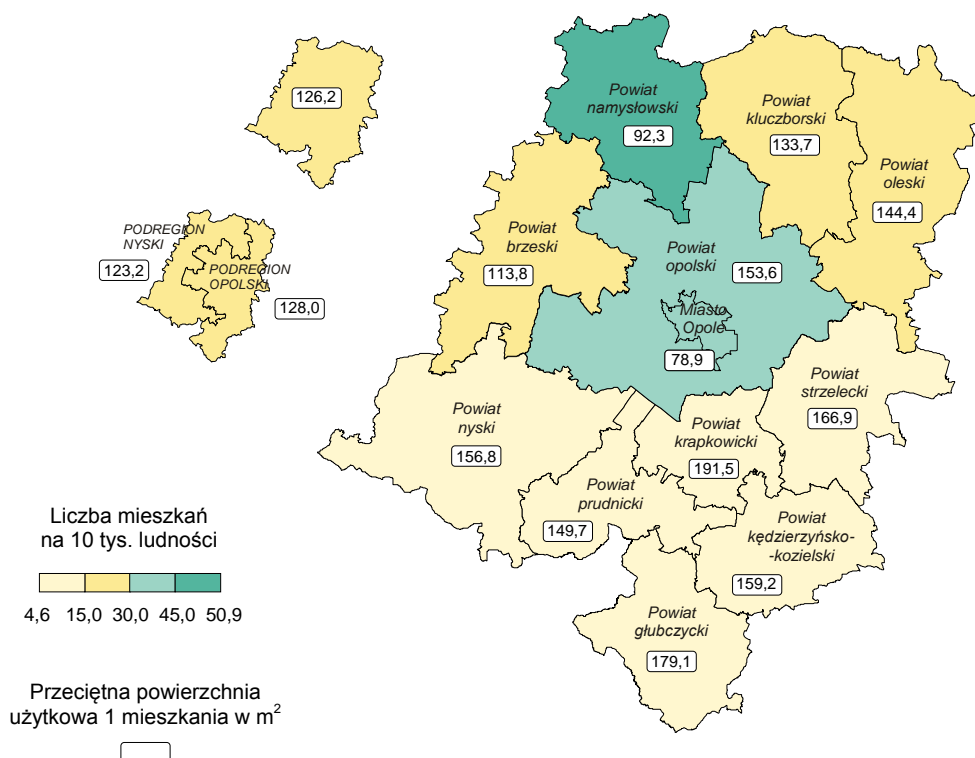 126,2
PODREGION
NYSKI
123,2
PODREGION
OPOLSKI
128,0
Powiat
namysłowski
92,3
Powiat
kluczborski
133,7
Powiat
oleski
144,4
Powiat
brzeski
113,8
Powiat
opolski
153,6
Miasto
Opole
78,9
Powiat
strzelecki
166,9
Powiat
nyski
156,8
Powiat
krapkowicki
191,5
Powiat
prudnicki
149,7
Powiat
kędzierzyńsko-
-kozielski
159,2
Powiat
głubczycki
179,1
Liczba mieszkań
na 10 tys. ludności
4,6 15,0 30,0 45,0 50,9
Przeciętna powierzchnia
użytkowa 1 mieszkania w m²